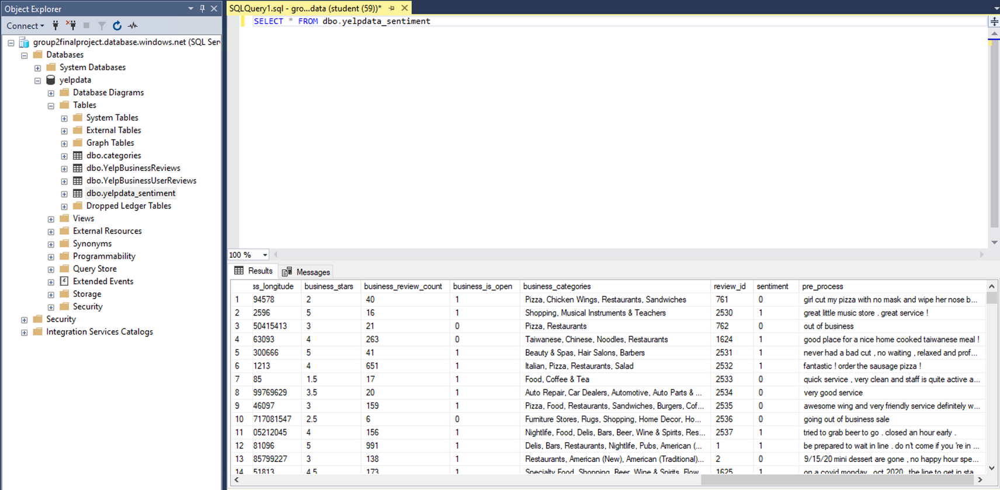 Object Explorer
Connect
group2finalproject.database.windows.net (SQL Ser
Databases
System Databases
yelpdata
Database Diagrams
Tables
System Tables
External Tables
Graph Tables
dbo.categories
dbo.YelpBusinessReviews
dbo.YelpBusinessUserReviews
dbo.yelpdata_sentiment
Dropped Ledger Tables
Views
External Resources
Synonyms
Programmability
Query Store
Extended Events
Storage
Security
Security
Integration Services Catalogs
SQLQuery1.sql - gro...data (student (59))*
SELECT * FROM dbo.yelpdata_sentiment
100 %
Results Messages
ss_longitude business_stars business_review_count business_is_open business_categories review_id sentiment pre_process
1 94578 2 40 1 Pizza, Chicken Wings, Restaurants, Sandwiches 761 0 girl cut my pizza with no mask and wipe her nose b...
2 2596 5 16 1 Shopping, Musical Instruments & Teachers 2530 1 great little music store . great service !
3 50415413 3 21 0 Pizza, Restaurants 762 0 out of business
4 63093 4 263 0 Taiwanese, Chinese, Noodles, Restaurants 1624 1 good place for a nice home cooked taiwanese meal !
5 300666 5 41 1 Beauty & Spas, Hair Salons, Barbers 2531 1 never had a bad cut , no waiting , relaxed and prof...
6 1213 4 651 1 Italian, Pizza, Restaurants, Salad 2532 1 fantastic ! order the sausage pizza !
7 85 1.5 17 1 Food, Coffee & Tea 2533 0 quick service , very clean and staff is quite active a...
8 99769629 3.5 20 1 Auto Repair, Car Dealers, Automotive, Auto Parts & ... 2534 0 very good service
9 46097 3 159 1 Pizza, Food, Restaurants, Sandwiches, Burgers, Cof... 2535 0 awesome wing and very friendly service definitely w...
10 717081547 2.5 6 0 Furniture Stores, Rugs, Shopping, Home Decor, Ho... 2536 0 going out of business sale
11 05212045 4 156 1 Nightlife, Food, Delis, Bars, Beer, Wine & Spirits, Res... 2537 1 tried to grab beer to go . closed an hour early .
12 81096 5 991 1 Delis, Bars, Restaurants, Nightlife, Pubs, American (... 1 1 be prepared to wait in line . do n't come if you 're in ...
13 85799227 3 138 1 Restaurants, American (New), American (Traditional)... 2 0 9/15/20 mini dessert are gone , no happy hour spe...
14 51813 4.5 173 1 Specialty Food, Shopping, Beer, Wine & Spirits, Flow... 1625 1 on a covid monday , oct 2020 , the line to get in sta...